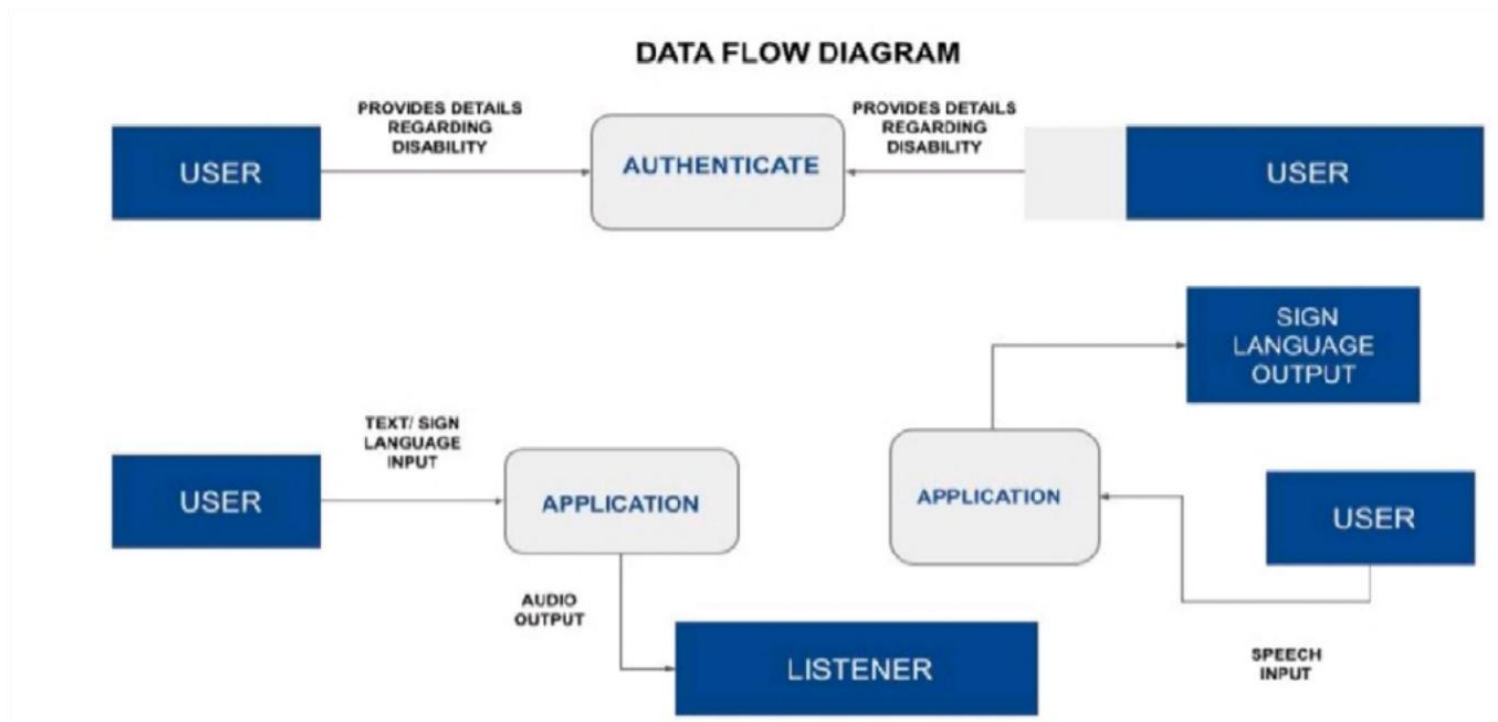 DATA FLOW DIAGRAM
PROVIDES DETAILS
REGARDING
DISABILITY
PROVIDES DETAILS
REGARDING
DISABILITY
USER
AUTHENTICATE
USER
SIGN
LANGUAGE
OUTPUT
TEXT/ SIGN
LANGUAGE
INPUT
USER
APPLICATION
APPLICATION
USER
AUDIO
OUTPUT
LISTENER
SPEECH
INPUT